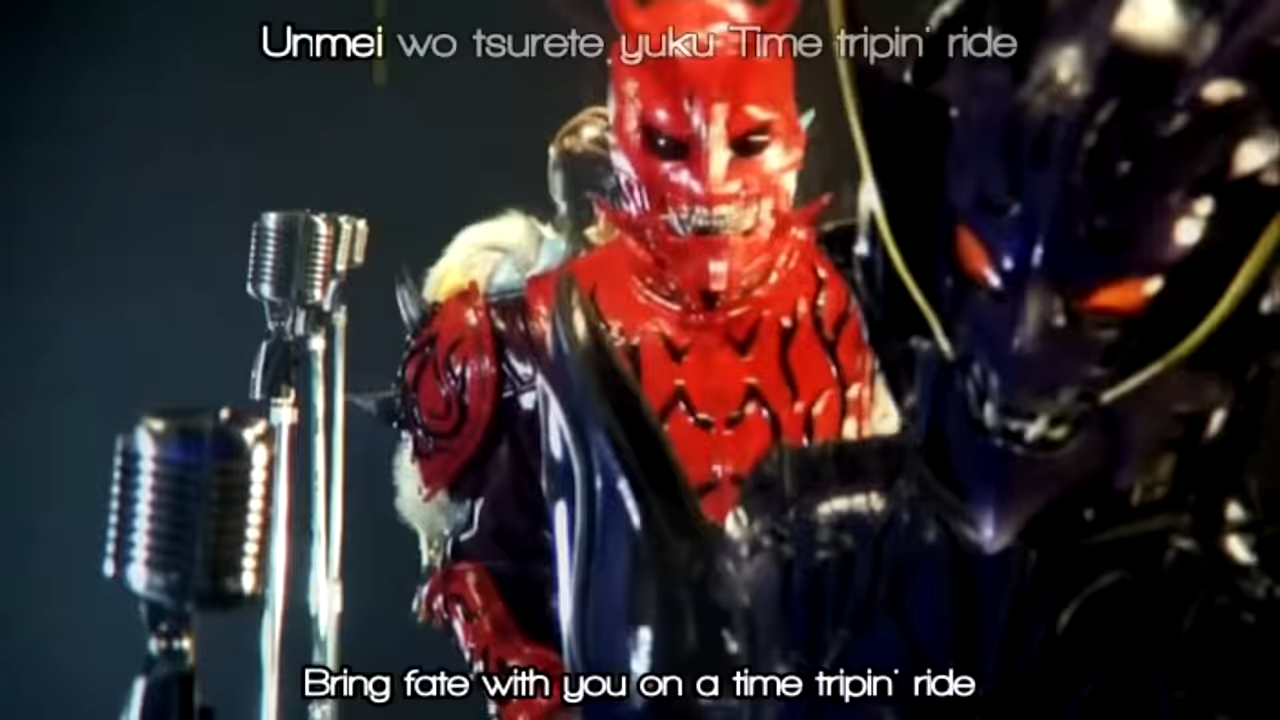 Unmei wo tsurete yuku Time tripin' ride
Bring fate with you on a time tripin' ride